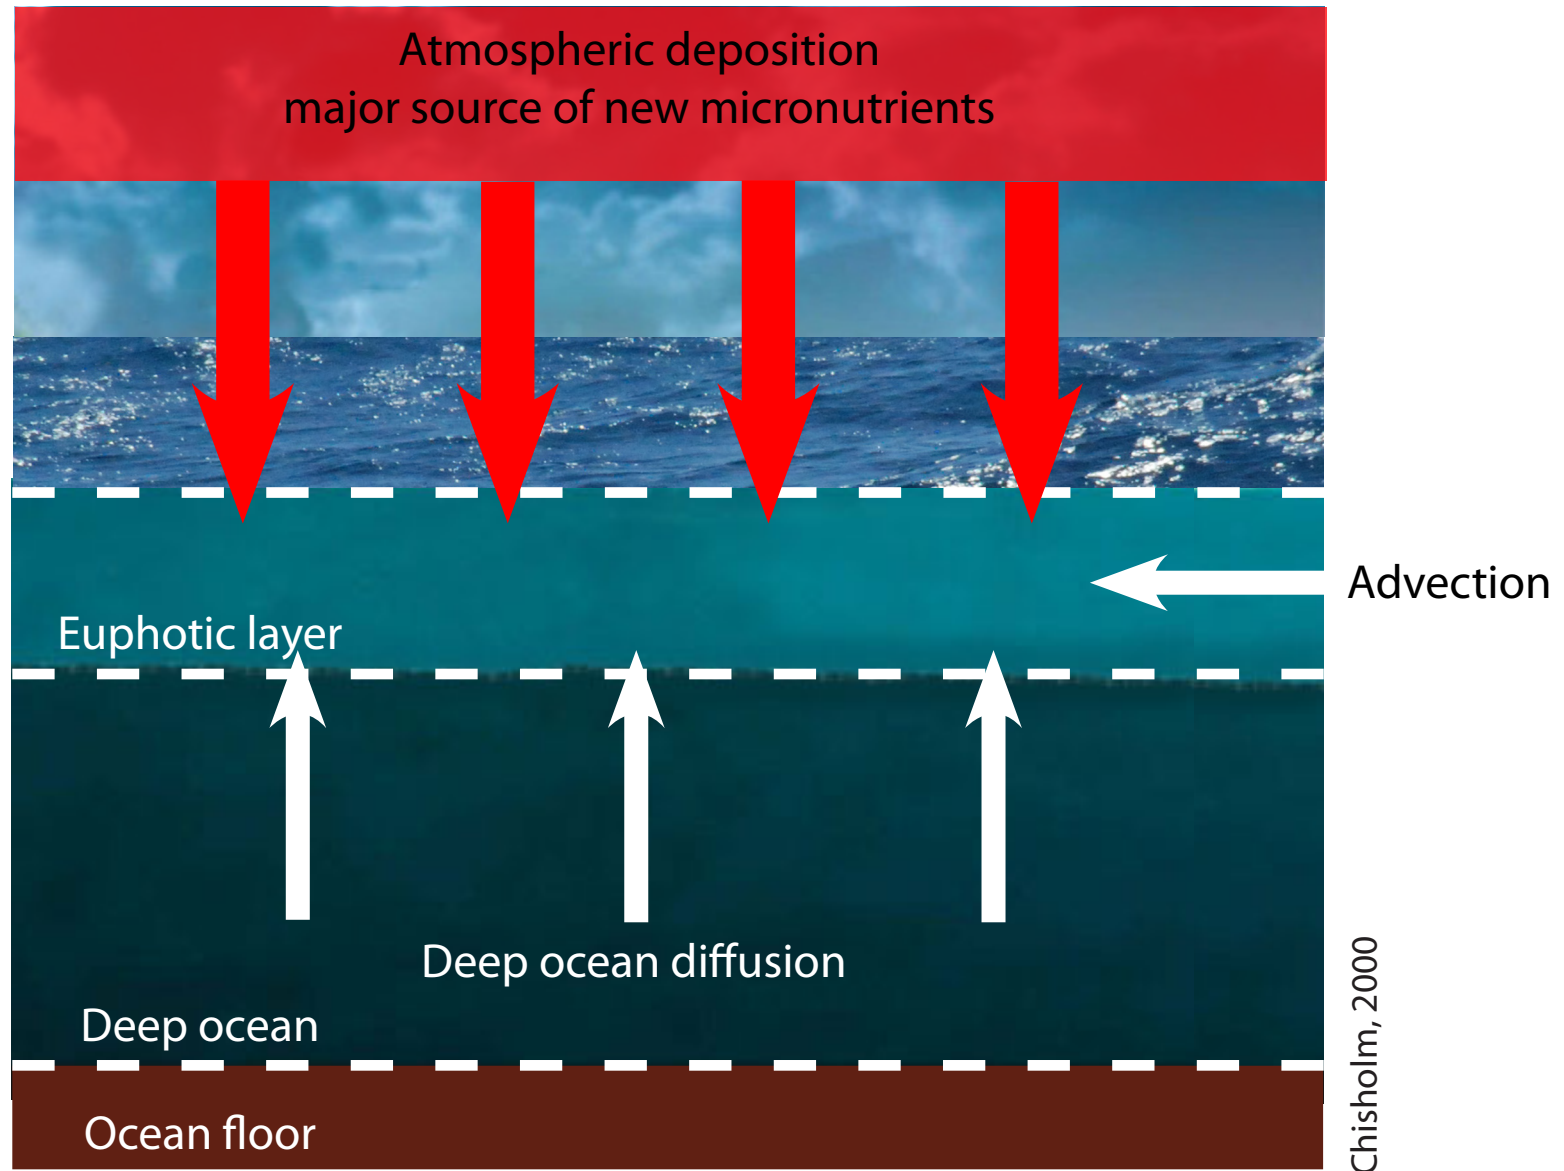 Atmospheric deposition
major source of new micronutrients
Advection
Euphotic layer
Deep ocean diffusion
Deep ocean
Ocean floor
Chisholm, 2000